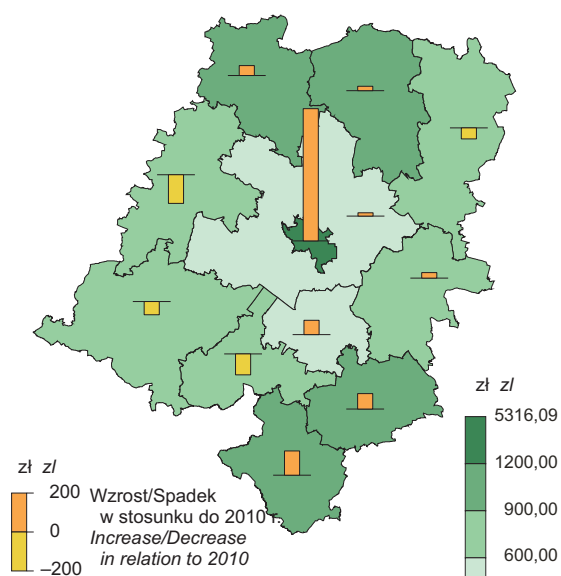 zł zl
5316,09
1200,00
900,00
600,00
zł zl
200
0
–200
Wzrost/Spadek
w stosunku do 2010 r.
Increase/Decrease
in relation to 2010